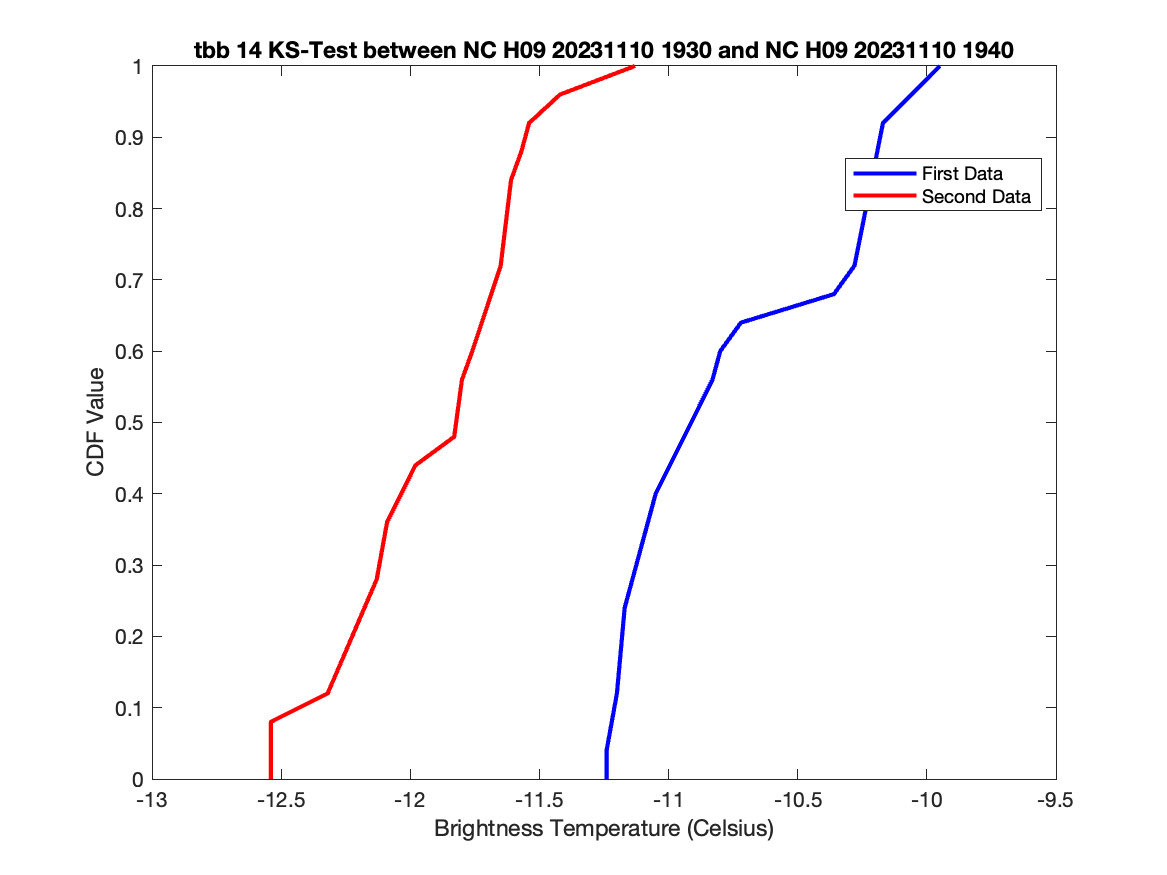 tbb 14 KS-Test between NC H09 20231110 1930 and NC H09 20231110 1940
1
0.9
0.8
0.7
0.6
0.5
0.4
0.3
0.2
0.1
0
CDF Value
First Data
Second Data
-13 -12.5 -12 -11.5 -11 -10.5 -10 -9.5
Brightness Temperature (Celsius)